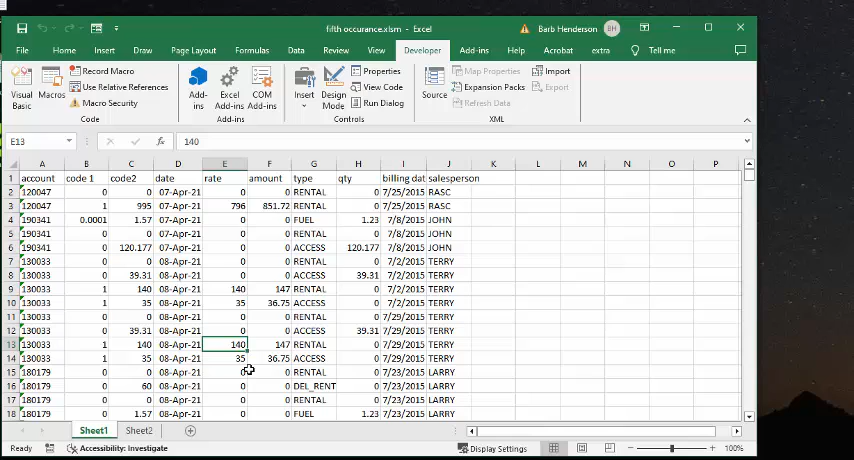 fifth occurance.xlsm - Excel
Barb Henderson BH
File Home Insert Draw Page Layout Formulas Data Review View Developer Add-ins Help Acrobat extra Tell me
Visual Basic Macros Record Macro Use Relative References Macro Security Code
Add-ins Excel Add-ins COM Add-ins Add-ins
Insert Design Mode Properties View Code Run Dialog Controls
Source Map Properties Expansion Packs Refresh Data Import Export XML
E13 fx 140
A B C D E F G H I J K L M N O P
1 account code 1 code2 date rate amount type qty billing dat salesperson
2 120047 0 0 07-Apr-21 0 0 RENTAL 0 7/25/2015 RASC
3 120047 1 995 07-Apr-21 796 851.72 RENTAL 0 7/25/2015 RASC
4 190341 0.0001 1.57 07-Apr-21 0 0 FUEL 1.23 7/8/2015 JOHN
5 190341 0 0 07-Apr-21 0 0 RENTAL 0 7/8/2015 JOHN
6 190341 0 120.177 07-Apr-21 0 0 ACCESS 120.177 7/8/2015 JOHN
7 130033 0 0 08-Apr-21 0 0 RENTAL 0 7/2/2015 TERRY
8 130033 0 39.31 08-Apr-21 0 0 ACCESS 39.31 7/2/2015 TERRY
9 130033 1 140 08-Apr-21 140 147 RENTAL 0 7/2/2015 TERRY
10 130033 1 35 08-Apr-21 35 36.75 ACCESS 0 7/2/2015 TERRY
11 130033 0 0 08-Apr-21 0 0 RENTAL 0 7/29/2015 TERRY
12 130033 0 39.31 08-Apr-21 0 0 ACCESS 39.31 7/29/2015 TERRY
13 130033 1 140 08-Apr-21 140 147 RENTAL 0 7/29/2015 TERRY
14 130033 1 35 08-Apr-21 35 36.75 ACCESS 0 7/29/2015 TERRY
15 180179 0 0 08-Apr-21 0 0 RENTAL 0 7/23/2015 LARRY
16 180179 0 60 08-Apr-21 0 0 DEL_RENT 0 7/23/2015 LARRY
17 180179 0 0 08-Apr-21 0 0 RENTAL 0 7/23/2015 LARRY
18 180179 0 1.57 08-Apr-21 0 0 FUEL 1.23 7/23/2015 LARRY
Sheet1 Sheet2
Ready Accessibility: Investigate Display Settings 100%